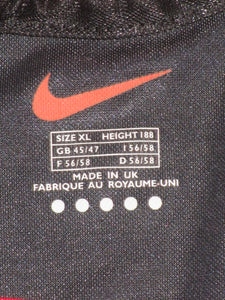 SIZE XL HEIGHT 188
GB 45/47 I 56/58
F 56/58 D 56/58
MADE IN UK
FABRIQUE AU ROYAUME-UNI